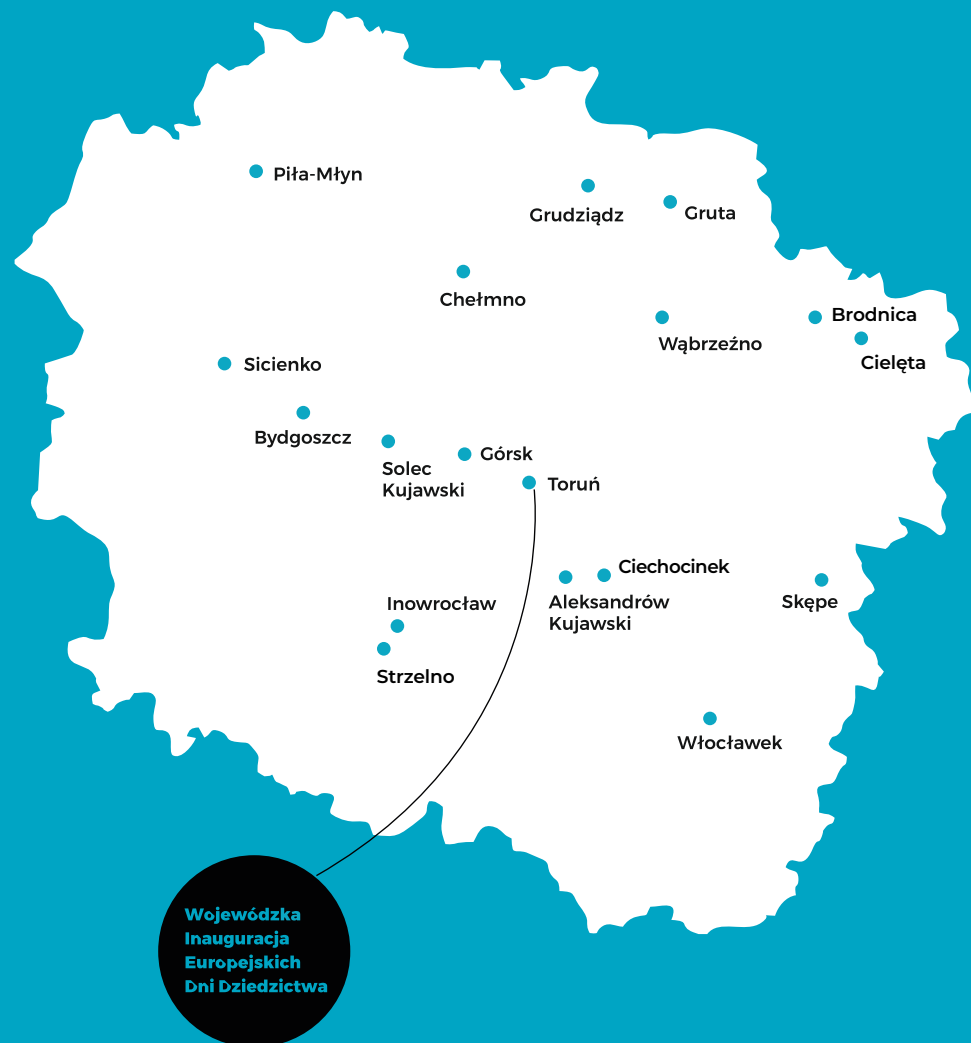 Piła-Młyn
Grudziądz
Gruta
Chełmno
Brodnica
Wąbrzeźno
Cielęta
Sicienko
Bydgoszcz
Solec
Kujawski
Górsk
Toruń
Ciechocinek
Aleksandrów
Kujawski
Skępe
Inowrocław
Strzelno
Włocławek
Wojewódzka
Inauguracja
Europejskich
Dni Dziedzictwa